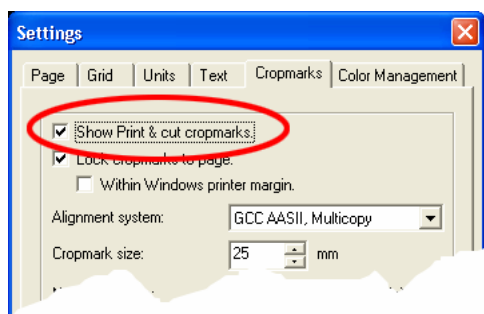 Settings
Page Grid Units Text Cropmarks Color Management
Show Print & cut cropmarks.
Lock cropmarks to page.
Within Windows printer margin.
Alignment system: GCC AASII, Multicopy
Cropmark size: 25 mm